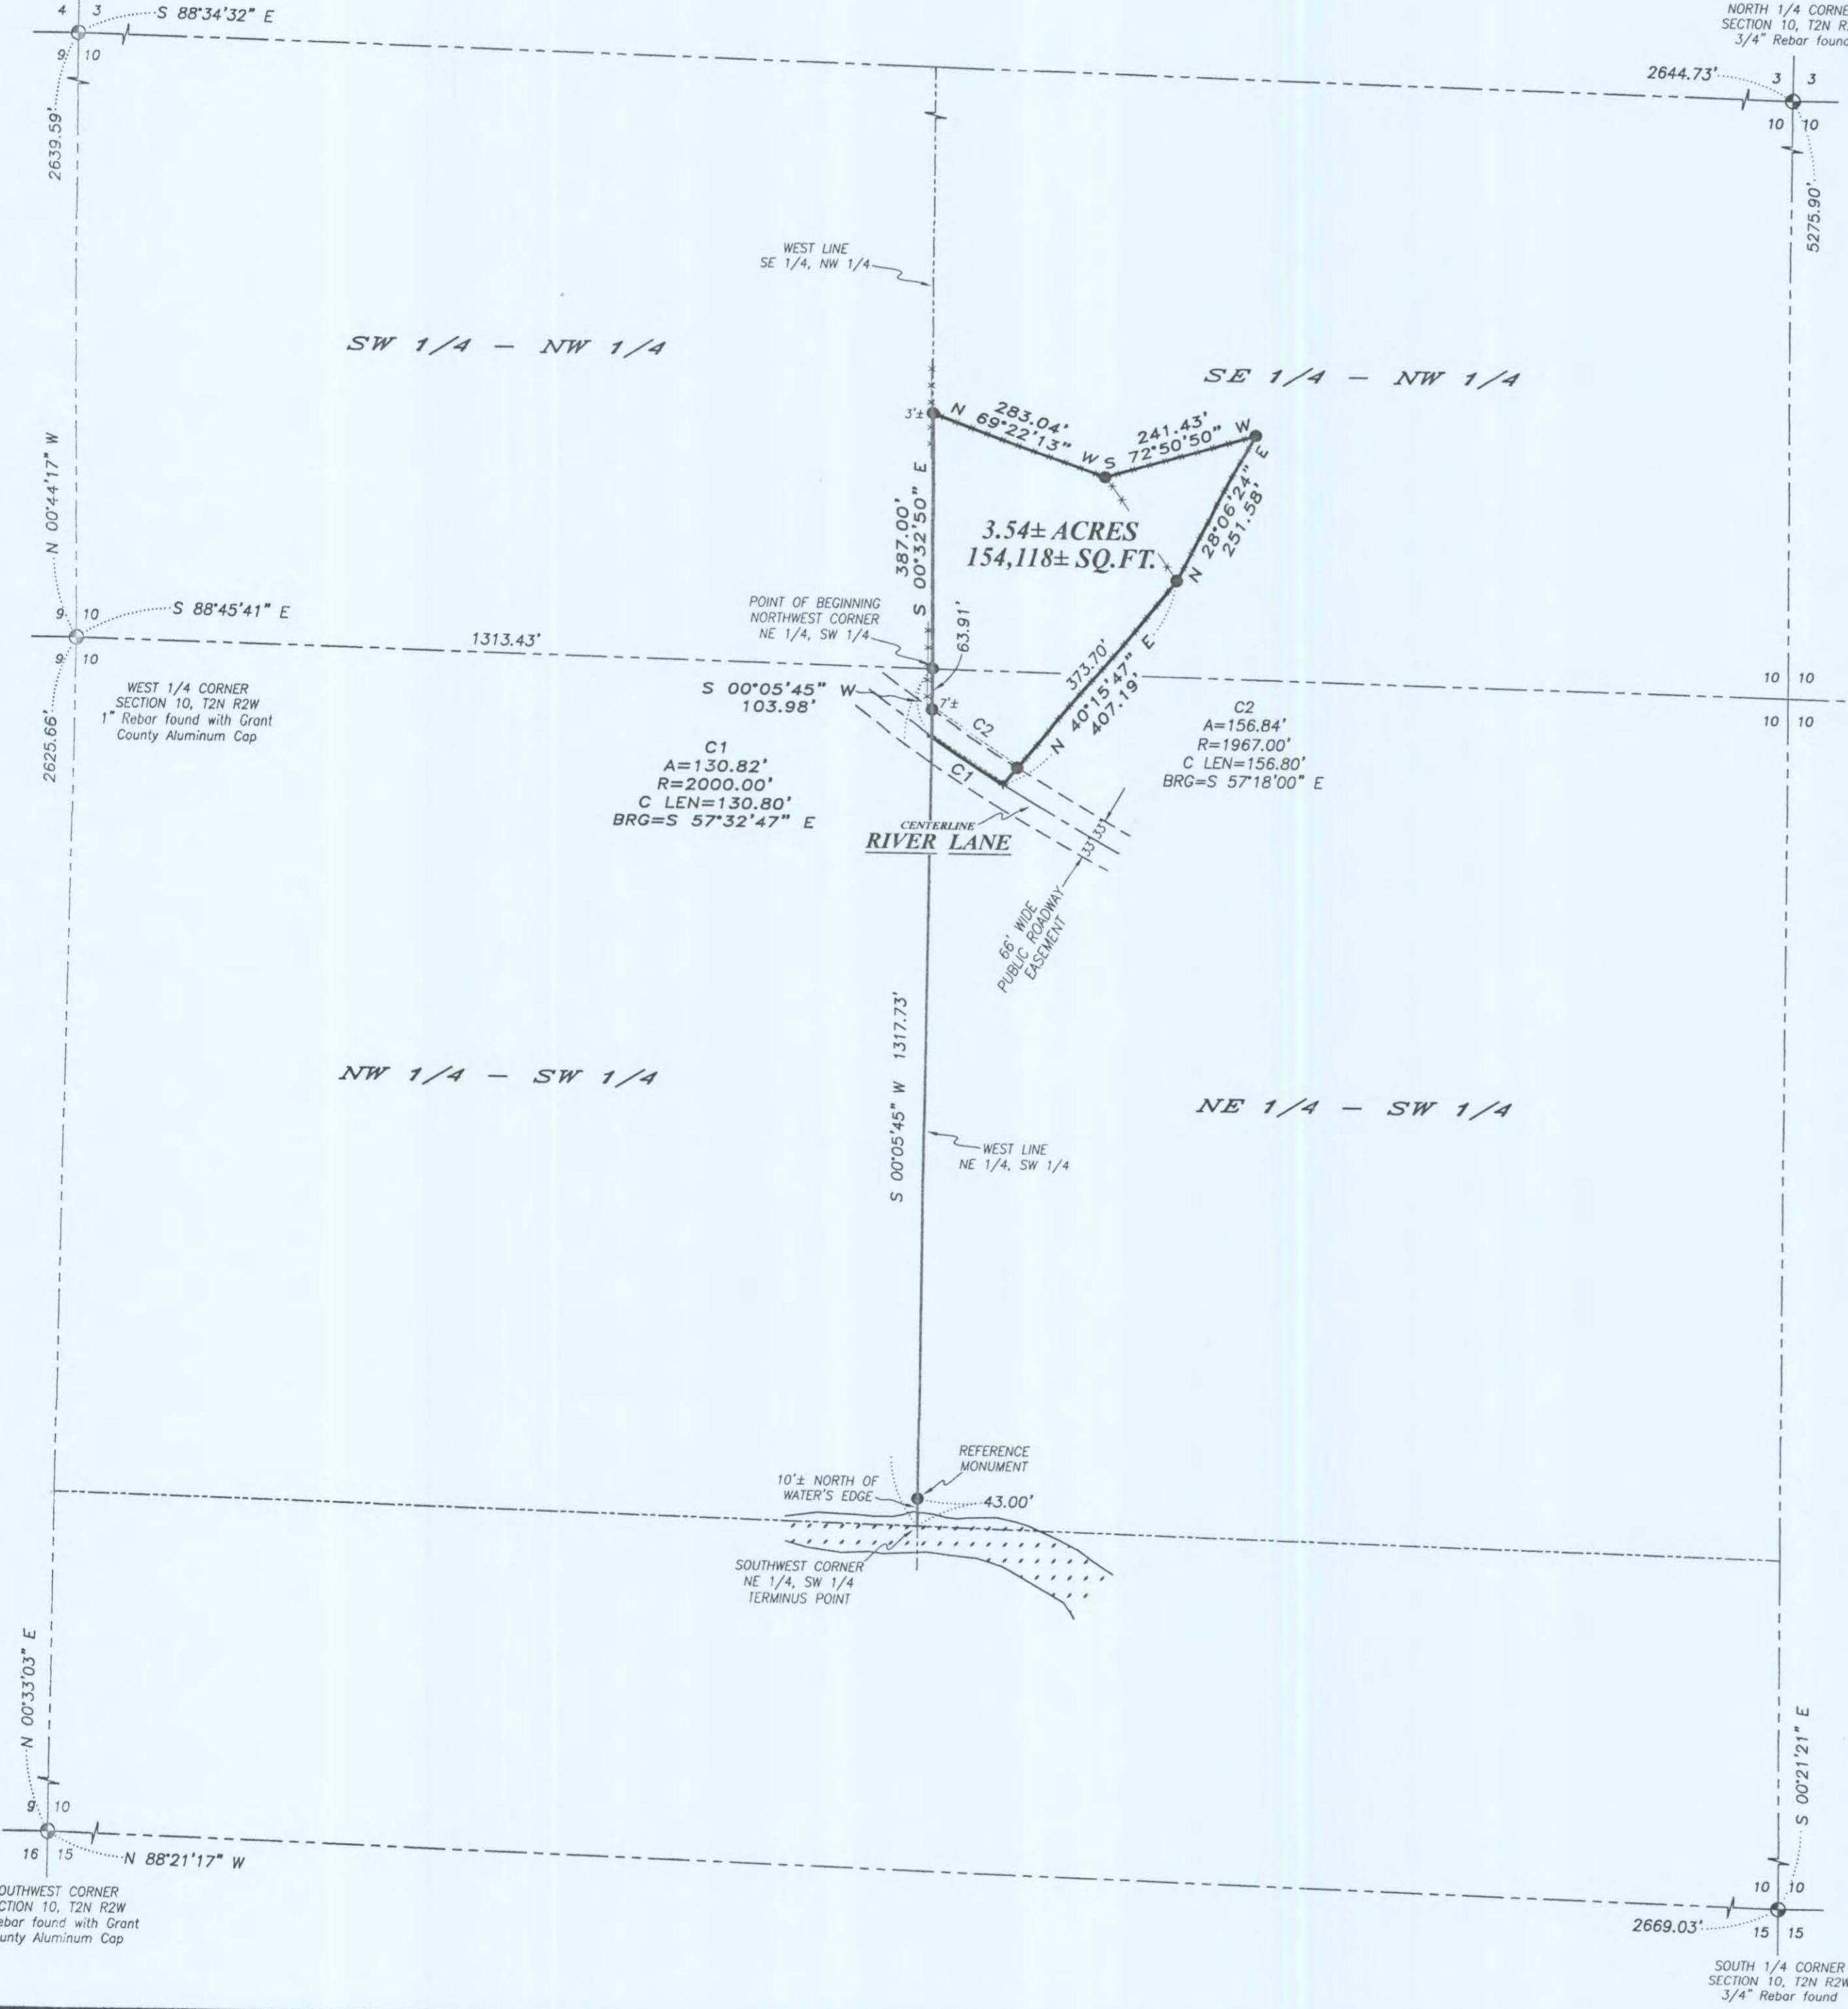 4 3
S 88°34'32" E
9 10
2639.59'
NORTH 1/4 CORNE
SECTION 10, T2N R
3/4" Rebar found
2644.73'
3 3
10 10
5275.90'
WEST LINE
SE 1/4, NW 1/4
SW 1/4 - NW 1/4
SE 1/4 - NW 1/4
3'±
N 69°22'13" W
283.04'
S 72°50'50" W
241.43'
N 28°06'24" E
251.58'
387.00'
S 00°32'50" E
3.54± ACRES
154,118± SQ.FT.
N 00°44'17" W
9 10
S 88°45'41" E
9 10
1313.43'
WEST 1/4 CORNER
SECTION 10, T2N R2W
1" Rebar found with Grant
County Aluminum Cap
2625.66'
POINT OF BEGINNING
NORTHWEST CORNER
NE 1/4, SW 1/4
63.91'
S 00°05'45" W
103.98'
7'±
373.70'
N 40°15'47" E
407.19'
10 10
10 10
C1
A=130.82'
R=2000.00'
C LEN=130.80'
BRG=S 57°32'47" E
C2
C1
C2
A=156.84'
R=1967.00'
C LEN=156.80'
BRG=S 57°18'00" E
CENTERLINE
RIVER LANE
33'
33'
66' WIDE
PUBLIC ROADWAY
EASEMENT
S 00°05'45" W 1317.73'
NW 1/4 - SW 1/4
NE 1/4 - SW 1/4
WEST LINE
NE 1/4, SW 1/4
REFERENCE
MONUMENT
10'± NORTH OF
WATER'S EDGE
43.00'
SOUTHWEST CORNER
NE 1/4, SW 1/4
TERMINUS POINT
N 00°33'03" E
9 10
16 15
N 88°21'17" W
OUTHWEST CORNER
CTION 10, T2N R2W
ebar found with Grant
unty Aluminum Cap
S 00°21'21" E
10 10
2669.03'
15 15
SOUTH 1/4 CORNER
SECTION 10, T2N R2W
3/4" Rebar found